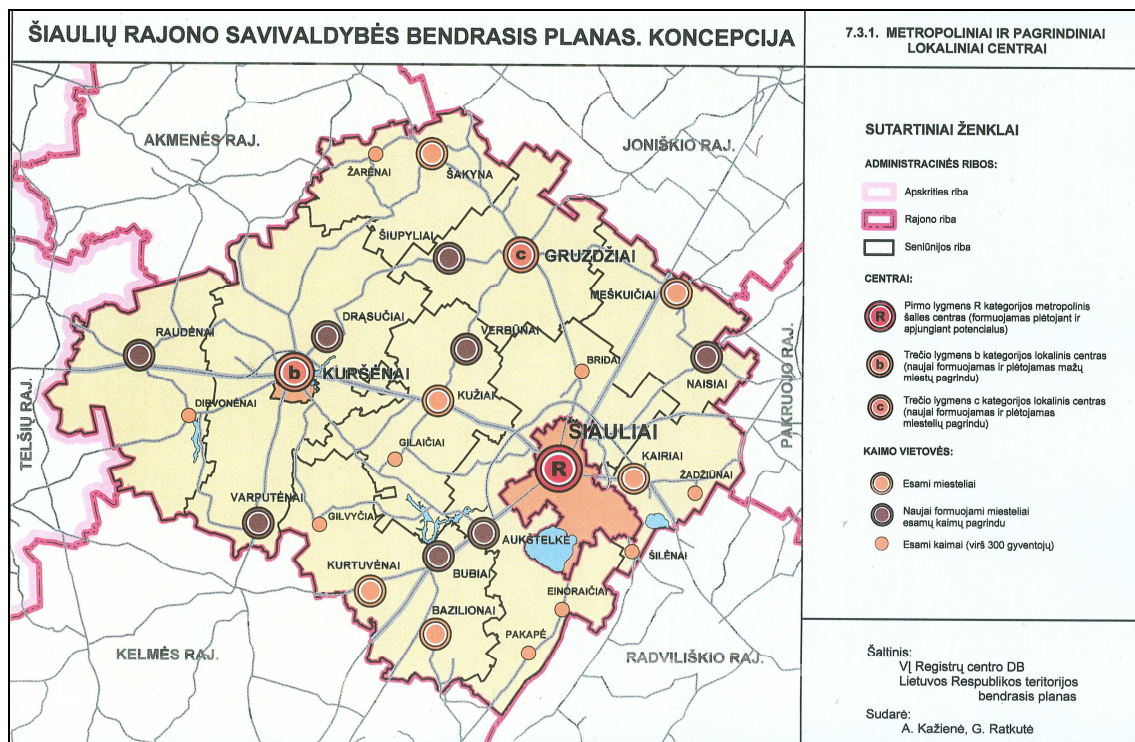 ŠIAULIŲ RAJONO SAVIVALDYBĖS BENDRASIS PLANAS. KONCEPCIJA
7.3.1. METROPOLINIAI IR PAGRINDINIAI
LOKALINIAI CENTRAI
AKMENĖS RAJ.
JONIŠKIO RAJ.
ŽARĖNAI
ŠAKYNA
ŠIUPYLIAI
C
GRUZDŽIAI
MEŠKUIČIAI
RAUDĖNAI
DRĄSUČIAI
VERBŪNAI
BRIDAI
NAISIAI
PAKRUOJO RAJ.
b
KURŠĖNAI
KUŽIAI
TELŠIŲ RAJ.
DIRVONĖNAI
GILAIČIAI
ŠIAULIAI
R
KAIRIAI
ŽADŽIŪNAI
VARPUTĖNAI
GILVYČIAI
AUKŠTELKĖ
ŠILĖNAI
KURTUVĖNAI
BUBIAI
EINORAIČIAI
BAZILIONAI
PAKAPĖ
KELMĖS RAJ.
RADVILIŠKIO RAJ.
SUTARTINIAI ŽENKLAI
ADMINISTRACINĖS RIBOS:
Apskrities riba
Rajono riba
Seniūnijos riba
CENTRAI:
R
Pirmo lygmens R kategorijos metropolinis
šalies centras (formuojamas plėtojant ir
apjungiant potencialus)
b
Trečio lygmens b kategorijos lokalinis centras
(naujai formuojamas ir plėtojamas mažų
miestų pagrindu)
C
Trečio lygmens c kategorijos lokalinis centras
(naujai formuojamas ir plėtojamas
miestelių pagrindu)
KAIMO VIETOVĖS:
Esami miesteliai
Naujai formuojami miesteliai
esamų kaimų pagrindu
Esami kaimai (virš 300 gyventojų)
Šaltinis:
VĮ Registrų centro DB
Lietuvos Respublikos teritorijos
bendrasis planas
Sudarė:
A. Kažienė, G. Ratkutė